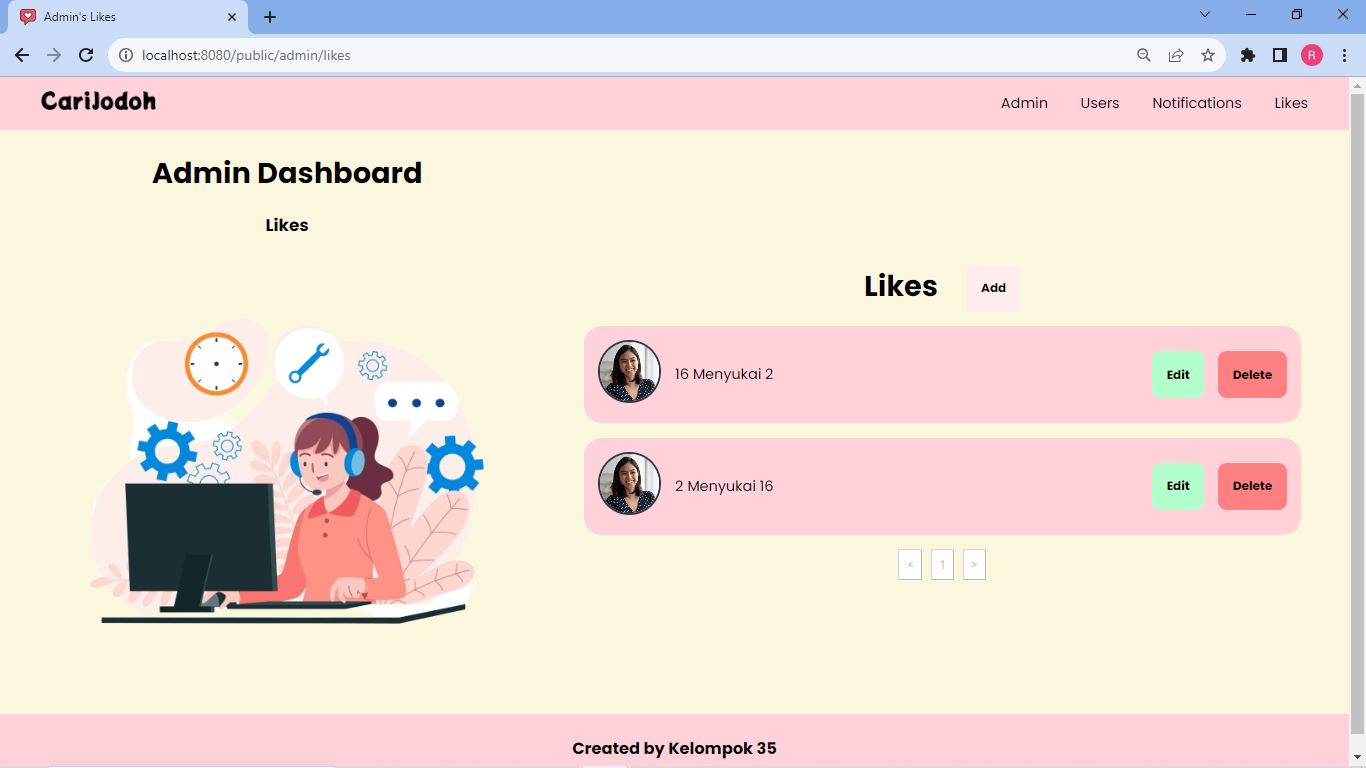 Admin's Likes
localhost:8080/public/admin/likes
R
CariJodoh
Admin Users Notifications Likes
Admin Dashboard
Likes
Likes Add
16 Menyukai 2 Edit Delete
2 Menyukai 16 Edit Delete
< 1 >
Created by Kelompok 35